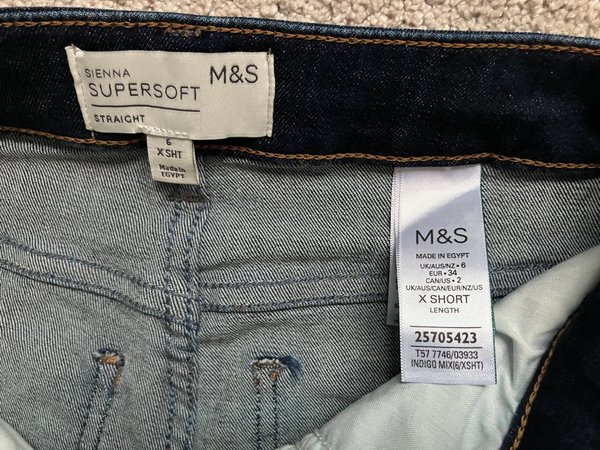 SIENNA M&S
SUPERSOFT
STRAIGHT
6
X SHT
Made in
EGYPT
M&S
MADE IN EGYPT
UK/AUS/NZ • 6
EUR • 34
CAN/US • 2
UK/AUS/CAN/EUR/NZ/US
X SHORT
LENGTH
25705423
T57 7746/03933
INDIGO MIX(6/XSHT)